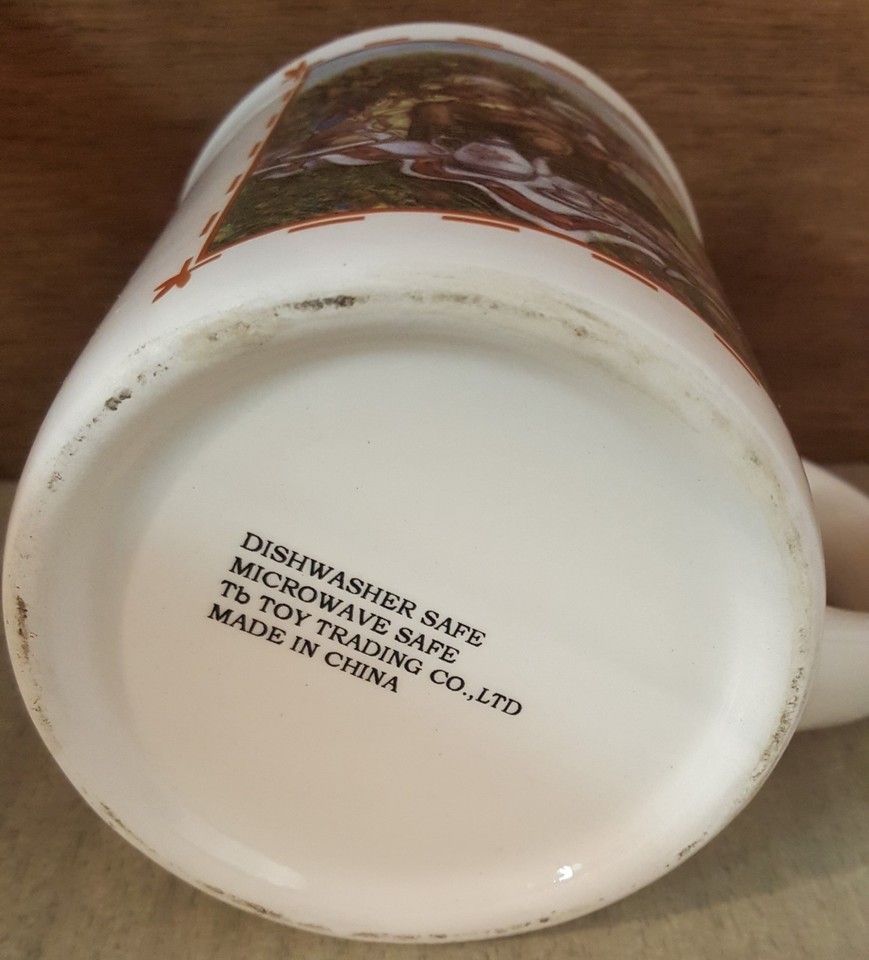 DISHWASHER SAFE
MICROWAVE SAFE
Tb TOY TRADING CO.,LTD
MADE IN CHINA